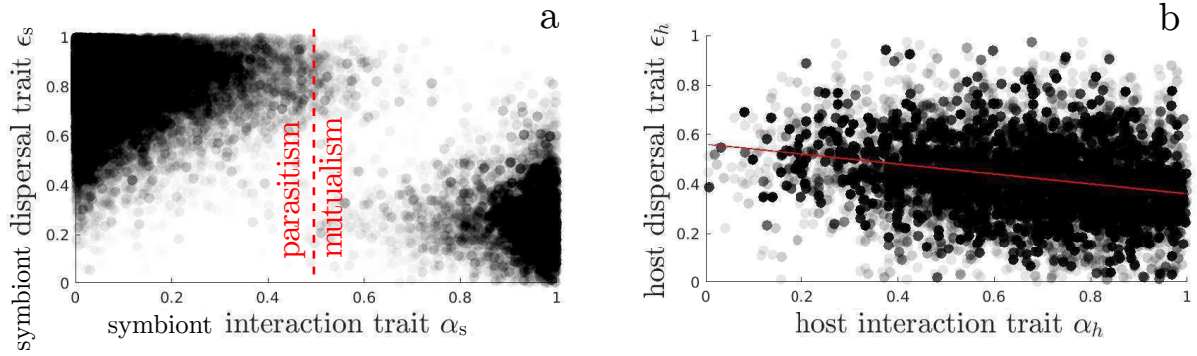 a
symbiont dispersal trait ϵₛ
1
0.8
0.6
0.4
0.2
0
parasitism
mutualism
0 0.2 0.4 0.6 0.8 1
symbiont interaction trait αₛ
b
host dispersal trait ϵₕ
1
0.8
0.6
0.4
0.2
0
0 0.2 0.4 0.6 0.8 1
host interaction trait αₕ